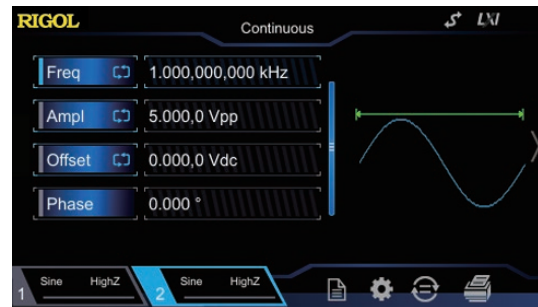 RIGOL Continuous LXI
Freq 1.000,000,000 kHz
Ampl 5.000,0 Vpp
Offset 0.000,0 Vdc
Phase 0.000 °
1 Sine HighZ 2 Sine HighZ